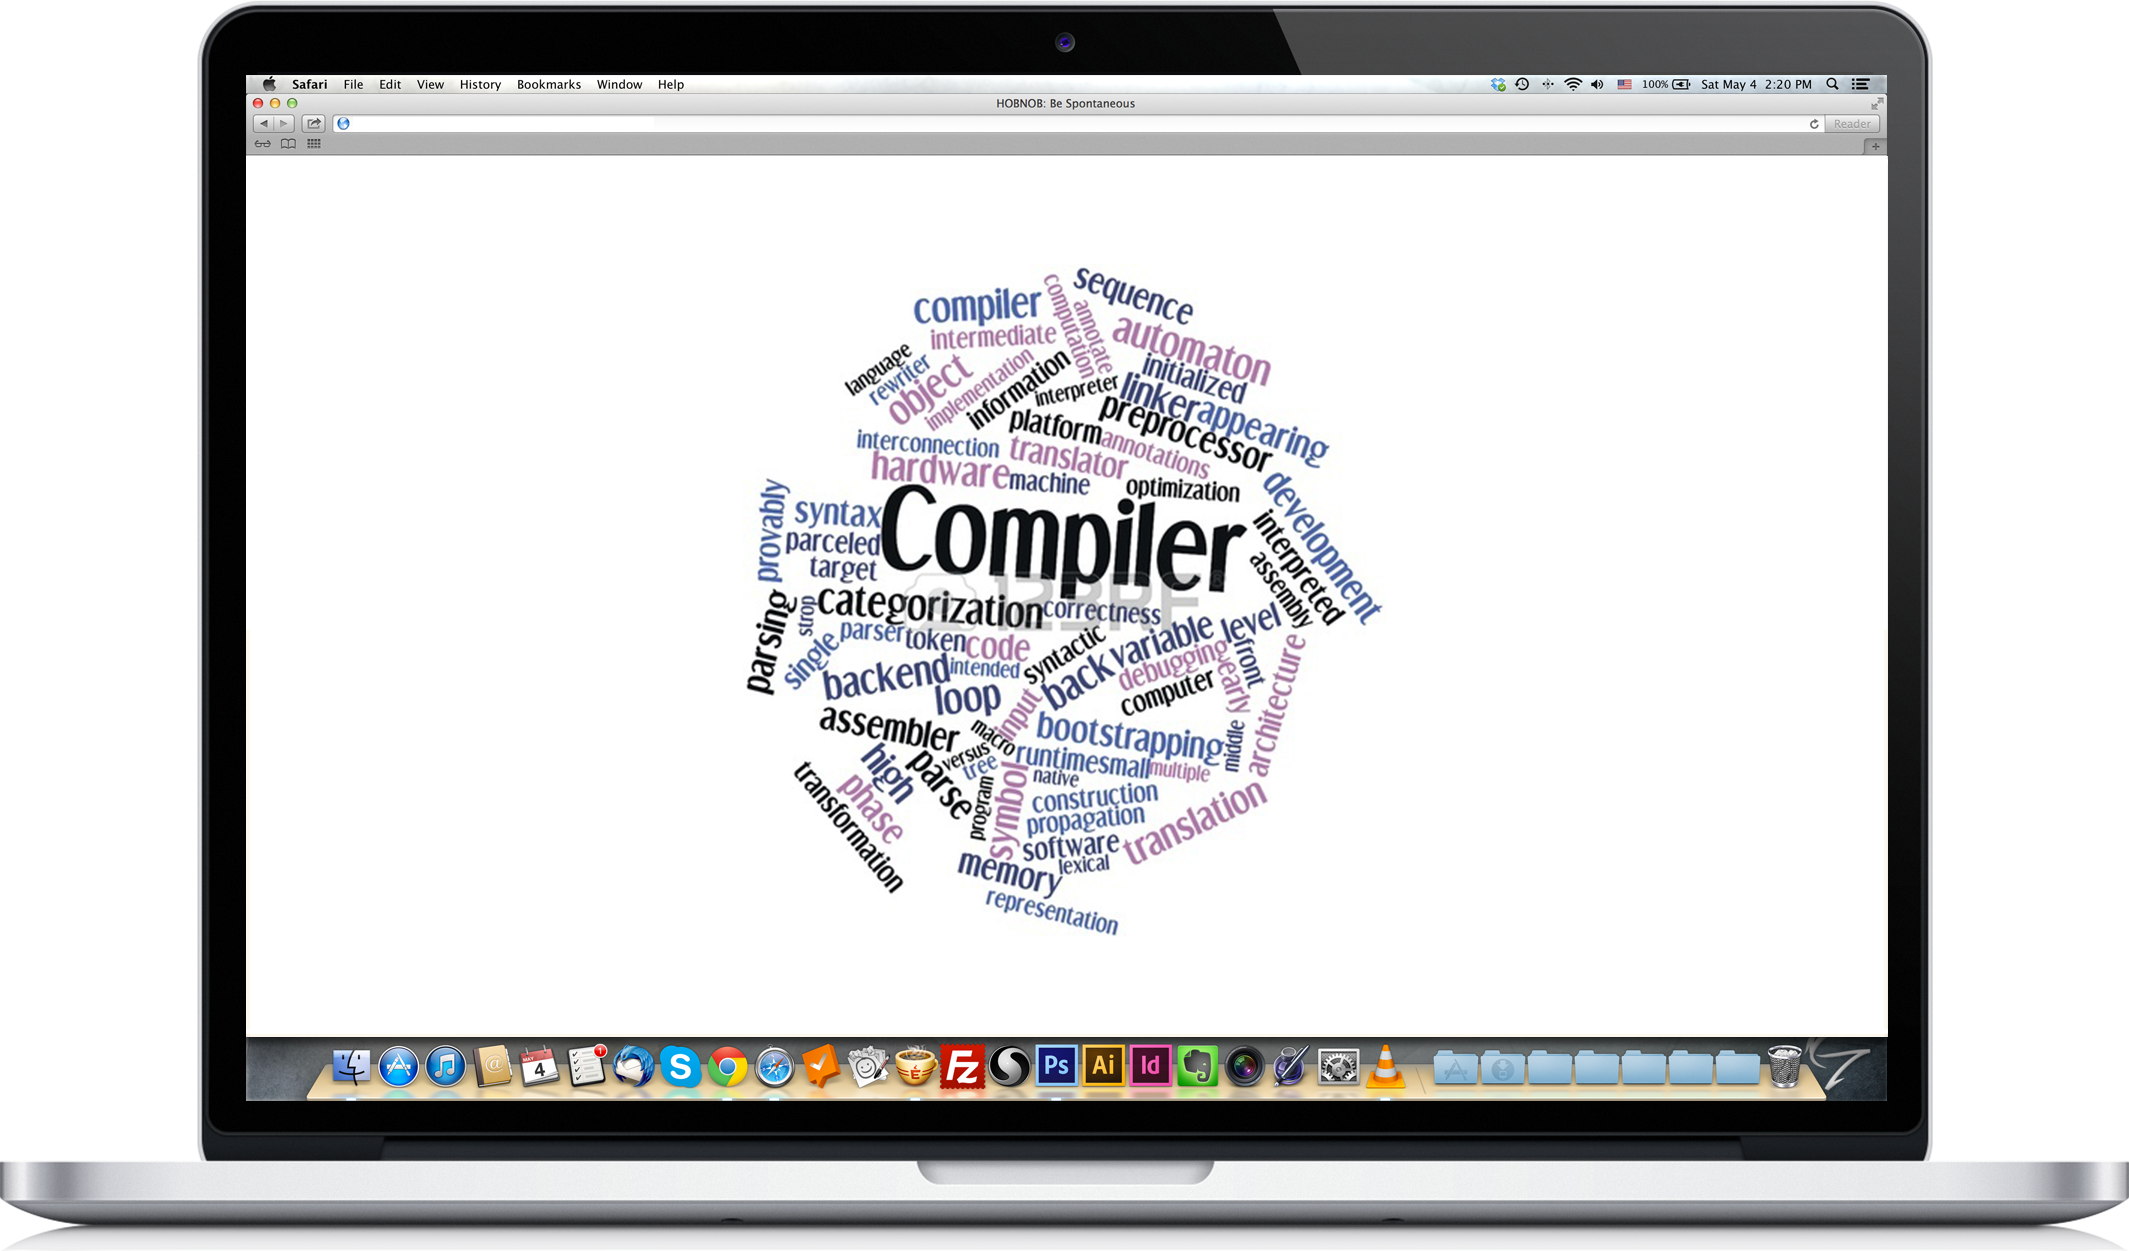 Safari File Edit View History Bookmarks Window Help 100% Sat May 4 2:20 PM
HOBNOB: Be Spontaneous
Reader
sequence
compiler
computation
annotate
intermediate
automaton
language
rewriter
object
implementation
information
interpreter
initialized
linker
appearing
preprocessor
platform
annotations
interconnection
translator
hardware
machine
optimization
development
provably
syntax
Compiler
parceled
target
interpreted
assembly
parsing
strop
categorization
correctness
123RF
single
parser
token
code
syntactic
variable
level
backend
intended
back
debugging
front
loop
computer
early
architecture
input
assembler
macro
versus
bootstrapping
middle
high
parse
tree
runtime
small
multiple
native
transformation
phase
program
symbol
construction
propagation
translation
software
memory
lexical
representation
MAY
4
1
S
Fz
Ps
Ai
Id